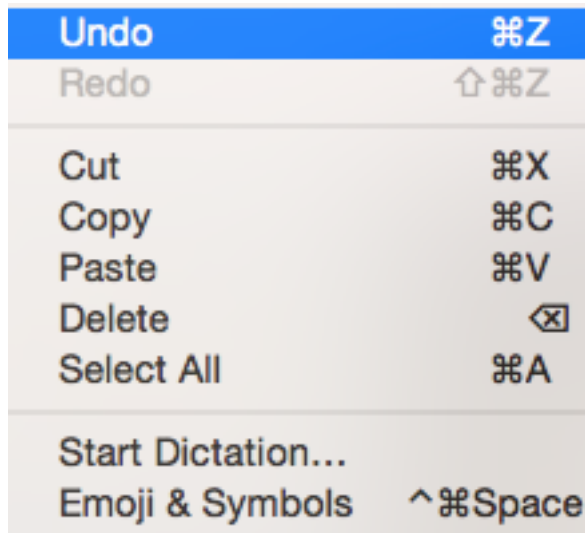 Undo ⌘Z
Redo ⇧⌘Z
Cut ⌘X
Copy ⌘C
Paste ⌘V
Delete ⌫
Select All ⌘A
Start Dictation...
Emoji & Symbols ^⌘Space